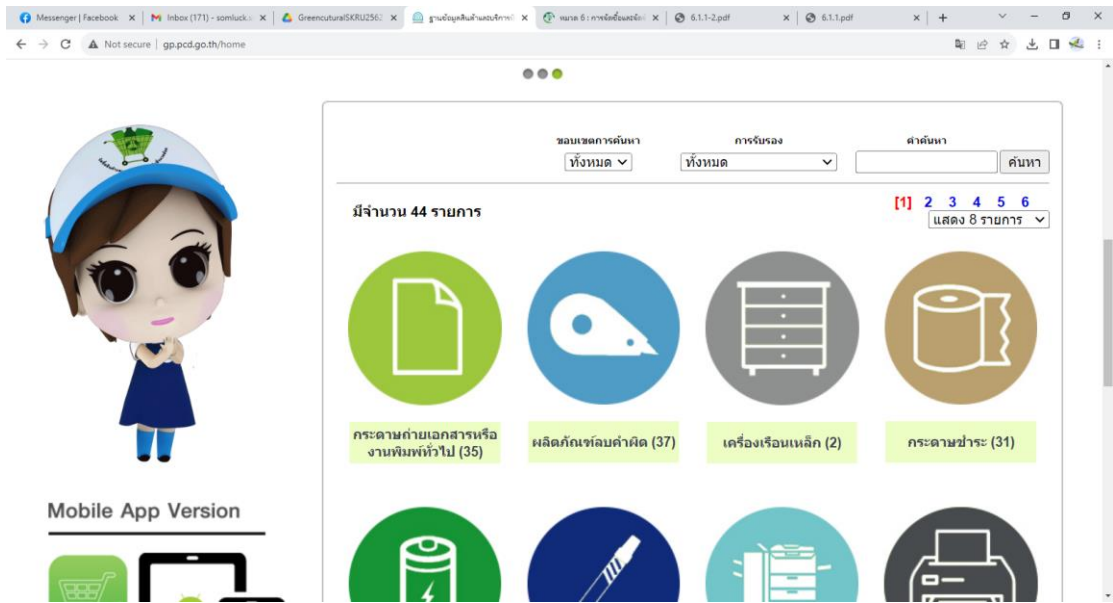 Messenger | Facebook
Inbox (171) - somluck.s
GreencuturalSKRU256
ฐานข้อมูลสินค้าและบริการ
หมวด 6 : การจัดซื้อและจัด
6.1.1-2.pdf
6.1.1.pdf
Not secure | gp.pcd.go.th/home
ขอบเขตการค้นหา การรับรอง คำค้นหา
ทั้งหมด ทั้งหมด ค้นหา
มีจำนวน 44 รายการ
[1] 2 3 4 5 6
แสดง 8 รายการ
กระดาษถ่ายเอกสารหรือ
งานพิมพ์ทั่วไป (35)
ผลิตภัณฑ์ลบคำผิด (37)
เครื่องเรือนเหล็ก (2)
กระดาษชำระ (31)
Mobile App Version